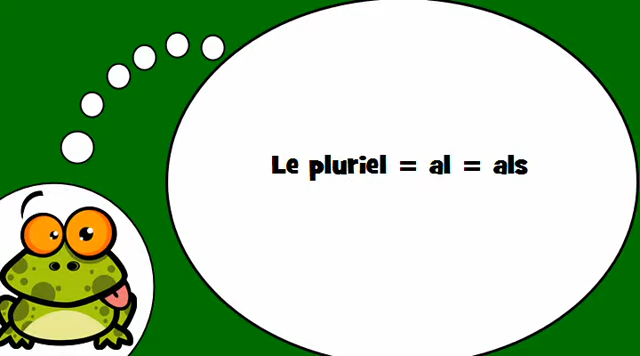 Le pluriel = al = als